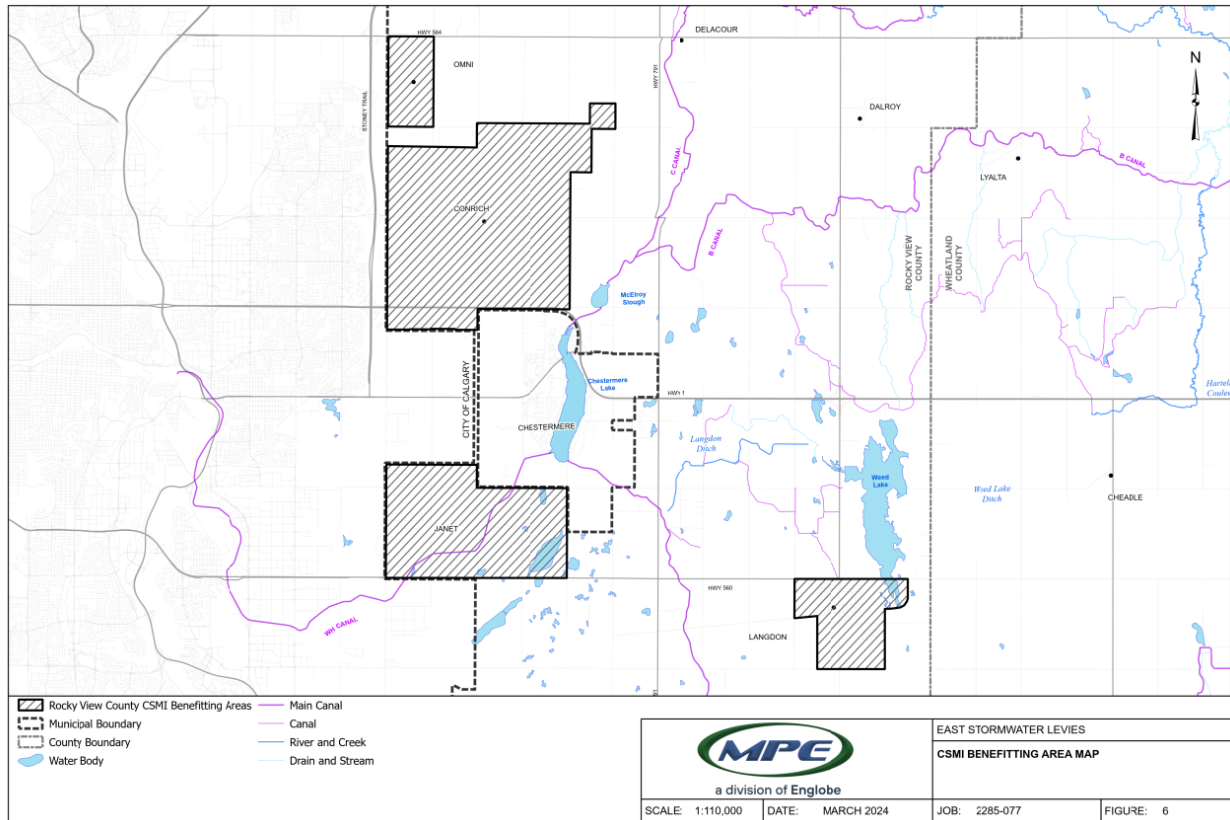 HWY 564
DELACOUR
OMNI
N
STONEY TRAIL
HWY 791
DALROY
C CANAL
B CANAL
LYALTA
CONRICH
B CANAL
ROCKY VIEW
COUNTY
WHEATLAND
COUNTY
McElroy
Slough
CITY OF CALGARY
Chestermere
Lake
HWY 1
CHESTERMERE
Langdon
Ditch
Weed
Lake
Weed Lake
Ditch
CHEADLE
JANET
HWY 560
WH CANAL
LANGDON
Rocky View County CSMI Benefitting Areas
Municipal Boundary
County Boundary
Water Body
Main Canal
Canal
River and Creek
Drain and Stream
MPE
a division of Englobe
EAST STORMWATER LEVIES
CSMI BENEFITTING AREA MAP
SCALE: 1:110,000
DATE: MARCH 2024
JOB: 2285-077
FIGURE: 6